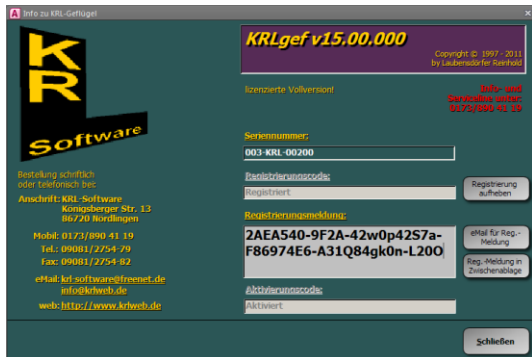 Info zu KRL-Geflügel
KR
Software
KRLgef v15.00.000
Copyright © 1997 - 2011
by Laubensdörfer Reinhold
lizenzierte Vollversion!
Info- und
Serviceline unter:
0173/890 41 19
Seriennummer:
003-KRL-00200
Registrierungscode:
Registriert
Registrierung
aufheben
Registrierungsmeldung:
2AEA540-9F2A-42w0p42S7a-
F86974E6-A31Q84gk0n-L20O
eMail für Reg.-
Meldung
Reg.-Meldung in
Zwischenablage
Aktivierungscode:
Aktiviert
Bestellung schriftlich
oder telefonisch bei:
Anschrift: KRL-Software
Königsberger Str. 13
86720 Nördlingen
Mobil: 0173/890 41 19
Tel.: 09081/2754-79
Fax: 09081/2754-82
eMail: krl-software@freenet.de
info@krlweb.de
web: http://www.krlweb.de
Schließen